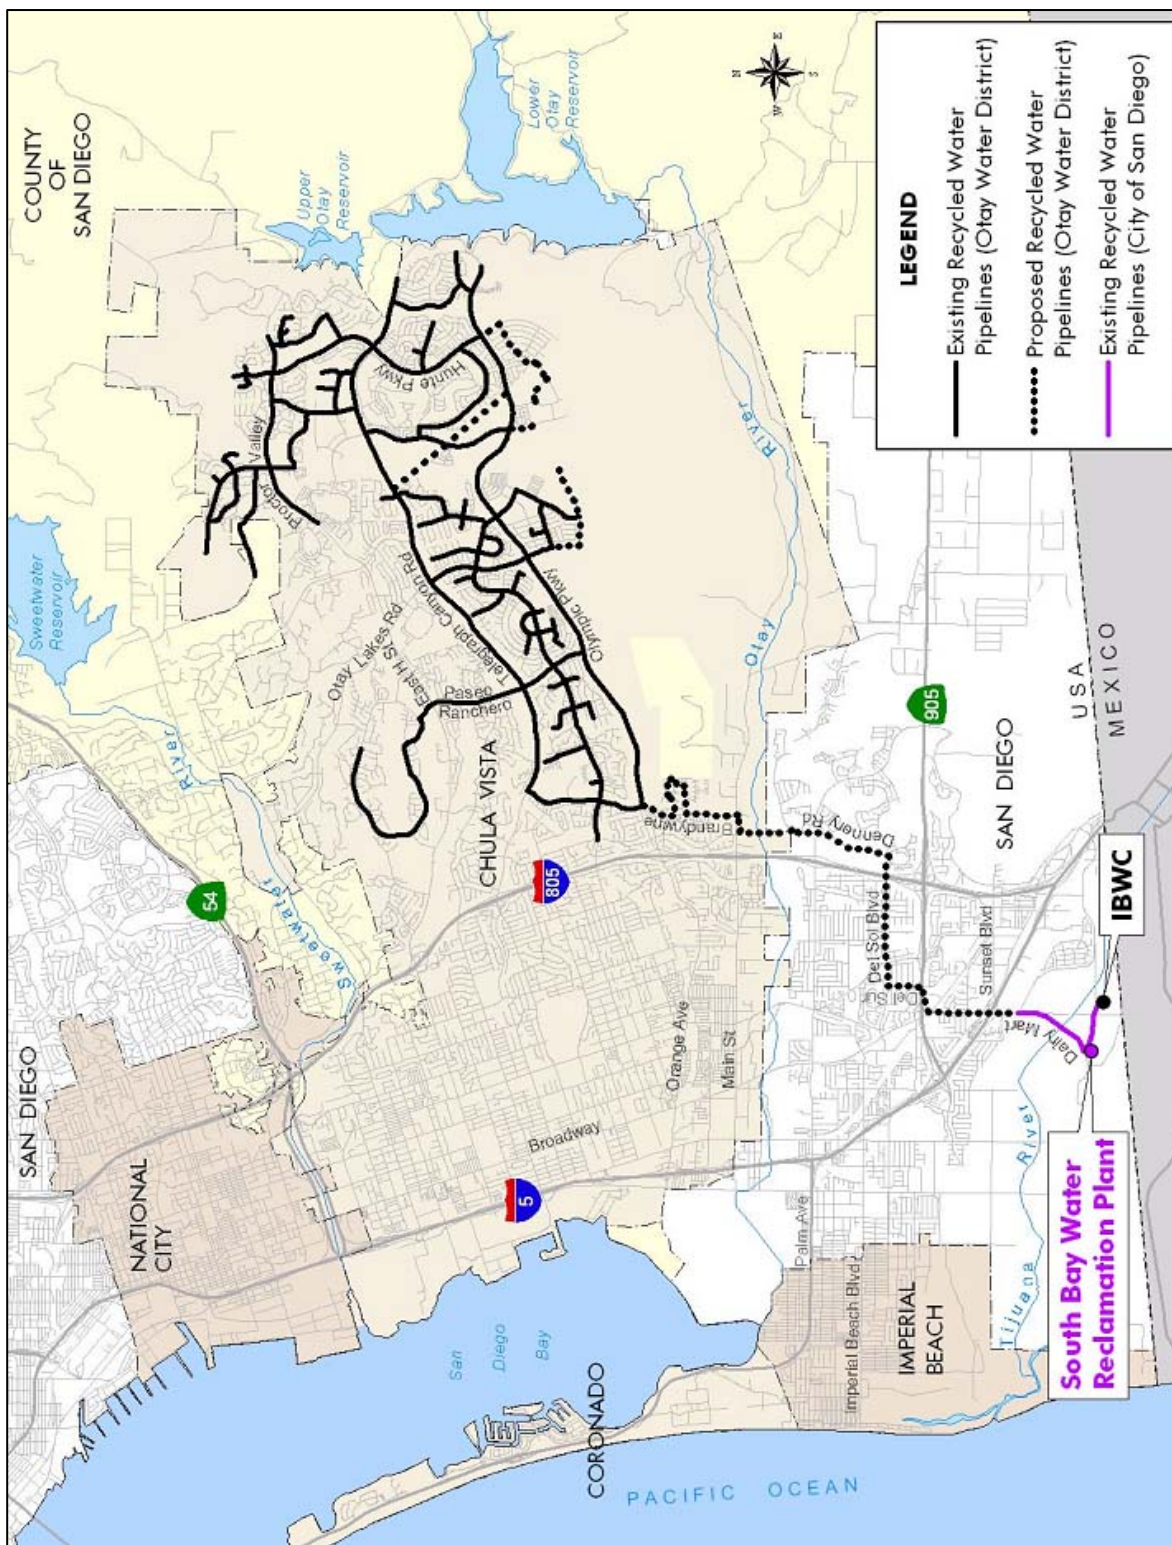 COUNTY
OF
SAN DIEGO
Upper
Otay
Reservoir
Lower
Otay
Reservoir
N
E
S
W
LEGEND
Existing Recycled Water
Pipelines (Otay Water District)
Proposed Recycled Water
Pipelines (Otay Water District)
Existing Recycled Water
Pipelines (City of San Diego)
Sweetwater
Reservoir
Proctor Valley
Hunte Pkwy
Otay River
River
Otay Lakes Rd
East H St
Telegraph Canyon Rd
Olympic Pkwy
Paseo
Ranchero
905
USA
MEXICO
SAN DIEGO
CHULA VISTA
54
Sweetwater
805
Brandywine
Dennery Rd
Del Sol Blvd
Del Sur
Sunset Blvd
IBWC
Dairy Mart
Orange Ave
Main St
Broadway
SAN DIEGO
NATIONAL
CITY
5
Palm Ave
Imperial Beach Blvd
IMPERIAL
BEACH
Tijuana River
South Bay Water
Reclamation Plant
San
Diego
Bay
CORONADO
PACIFIC OCEAN